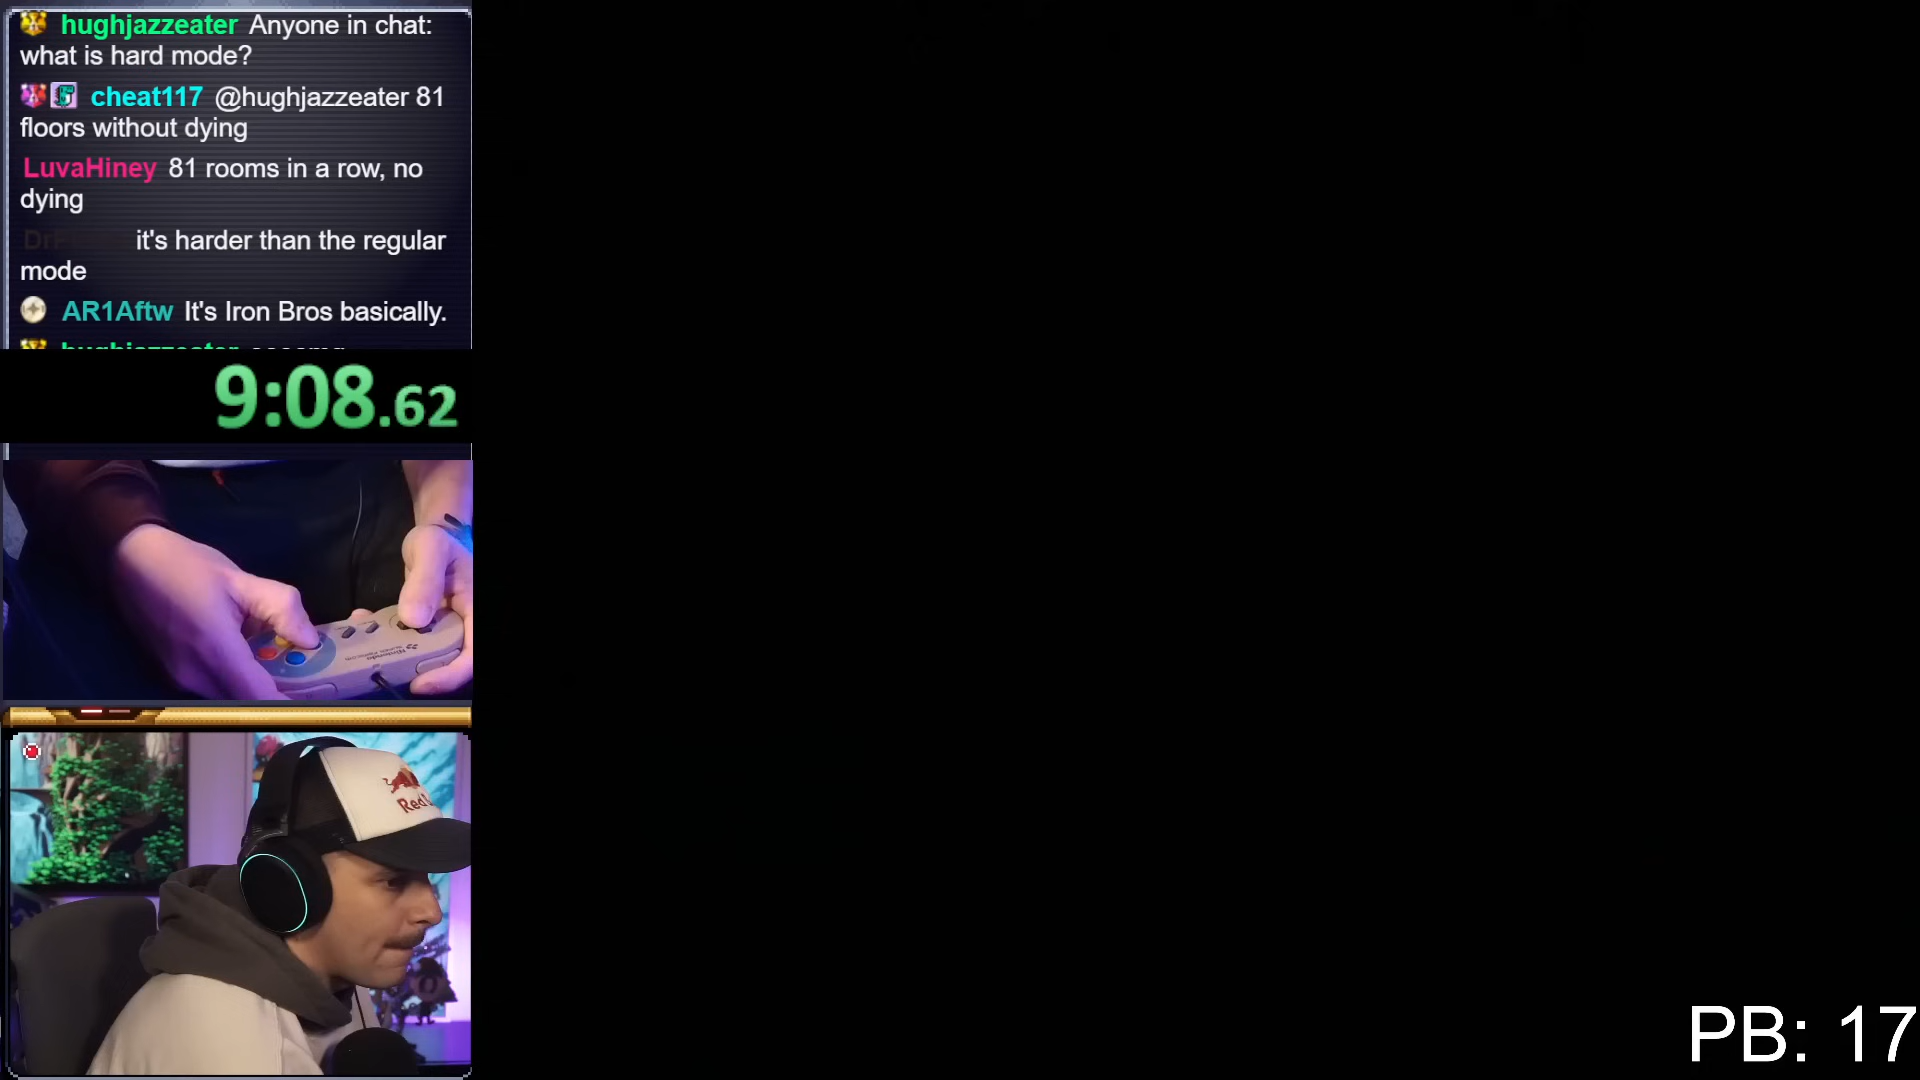 hughjazzeater Anyone in chat:
what is hard mode?
cheat117 @hughjazzeater 81
floors without dying
LuvaHiney 81 rooms in a row, no
dying
it's harder than the regular
mode
AR1Aftw It's Iron Bros basically.
hughjazzeater
9:08.62
Nintendo
Red
PB: 17